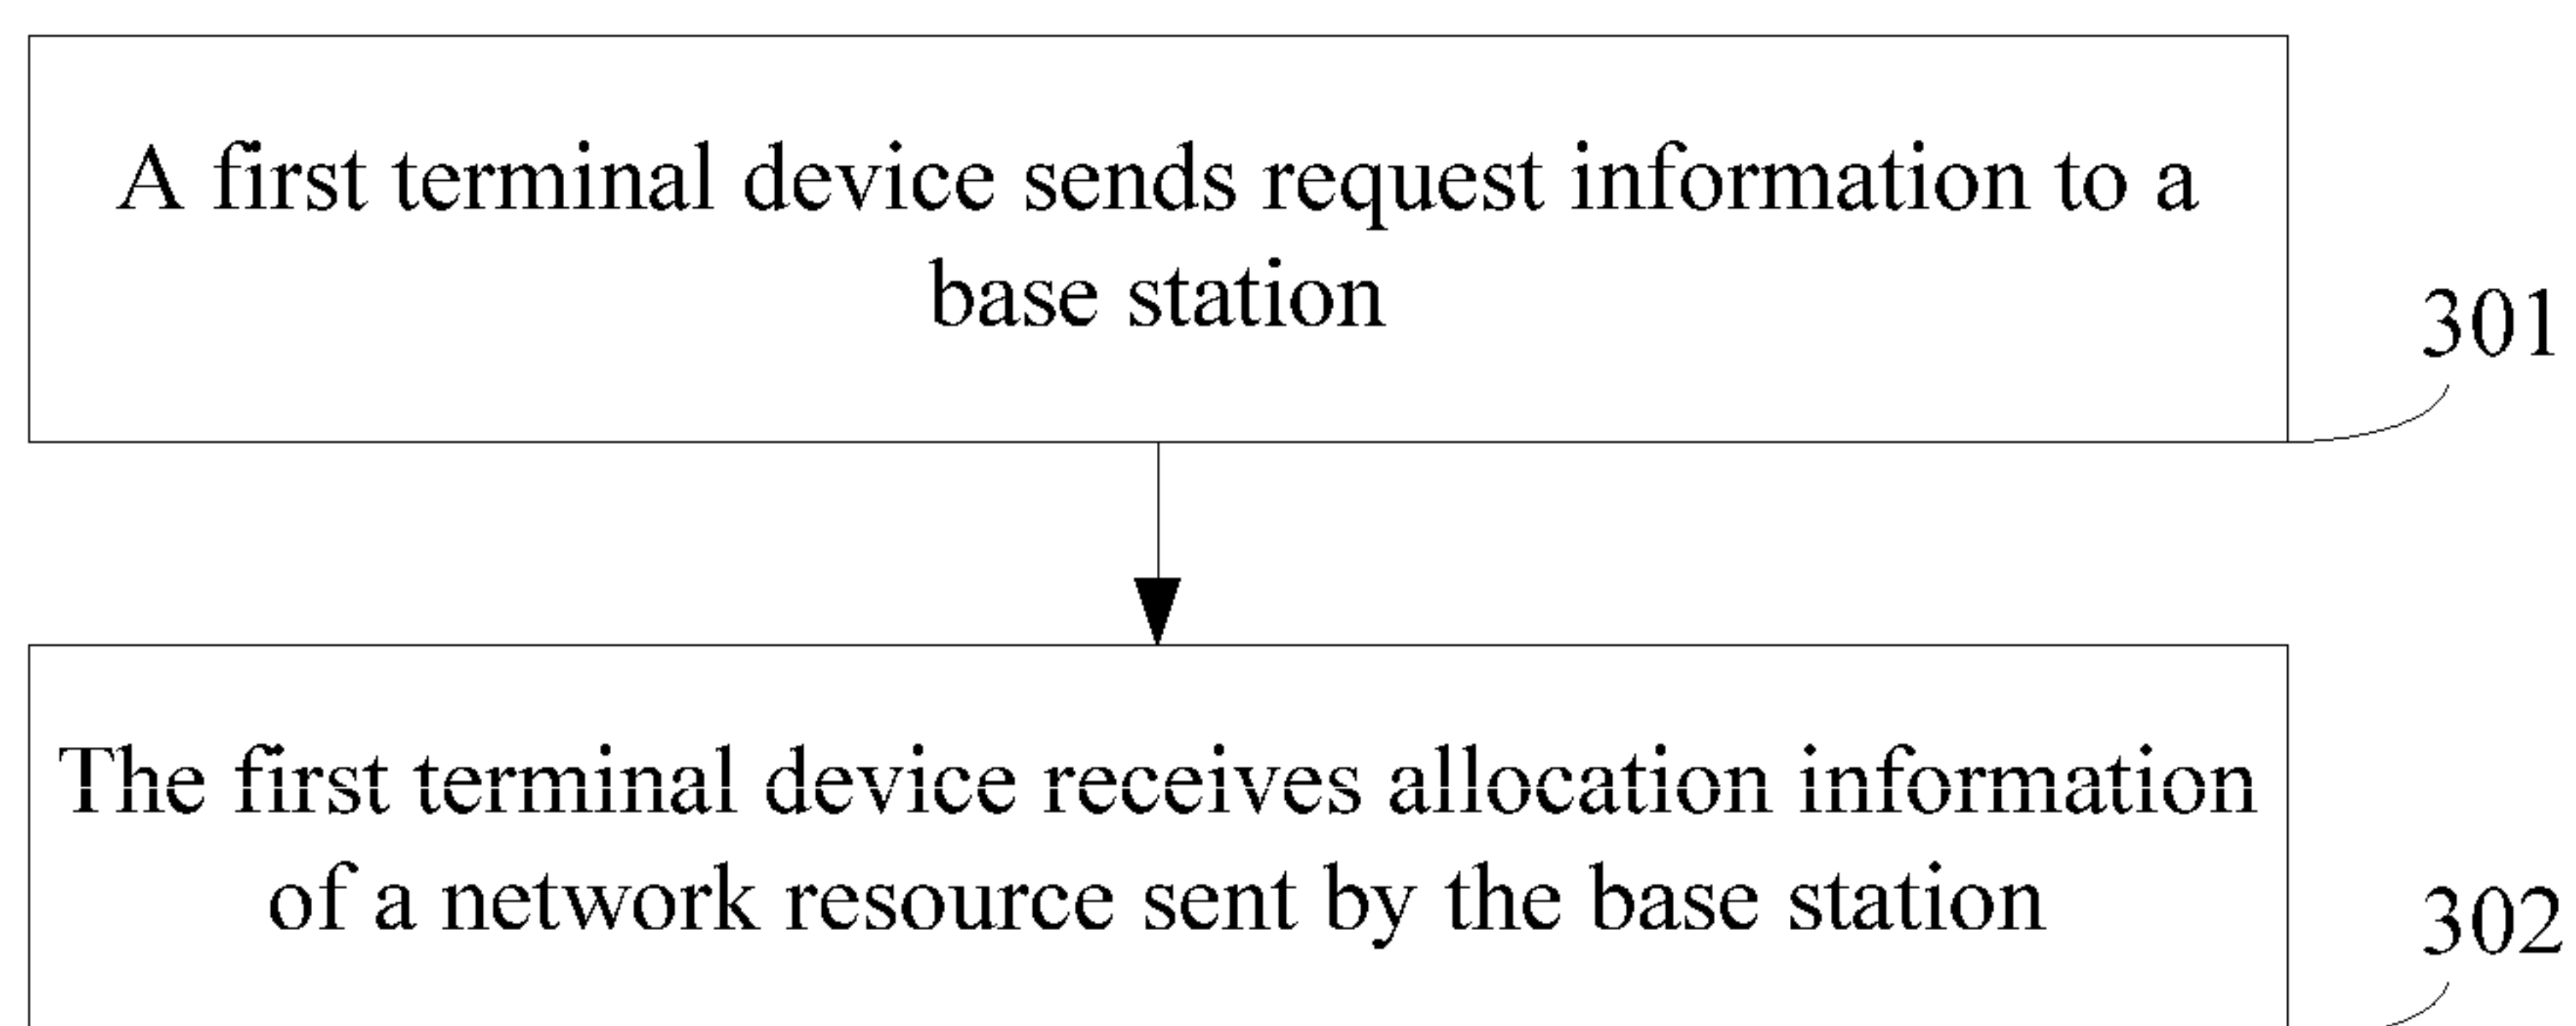 A first terminal device sends request information to a
base station
301
The first terminal device receives allocation information
of a network resource sent by the base station
302